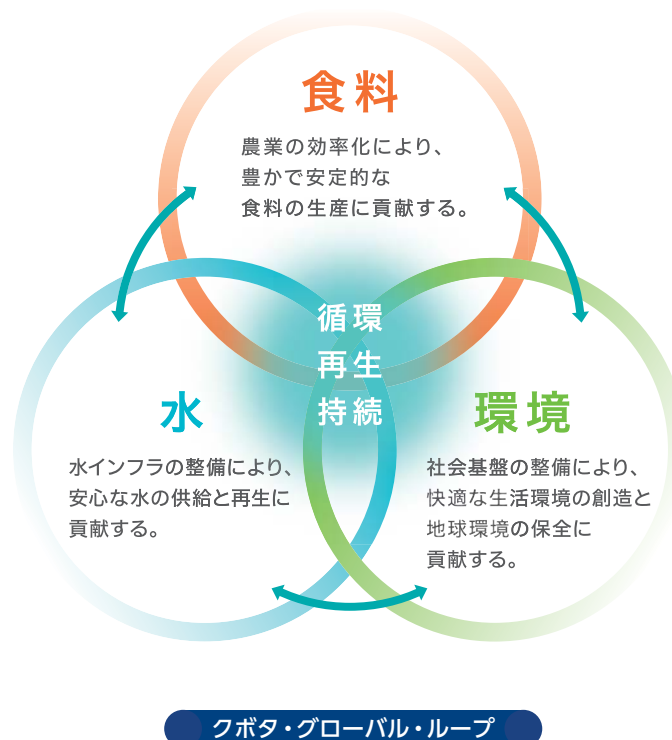 食料
農業の効率化により、
豊かで安定的な
食料の生産に貢献する。
循環
再生
持続
水
水インフラの整備により、
安心な水の供給と再生に
貢献する。
環境
社会基盤の整備により、
快適な生活環境の創造と
地球環境の保全に
貢献する。
クボタ・グローバル・ループ